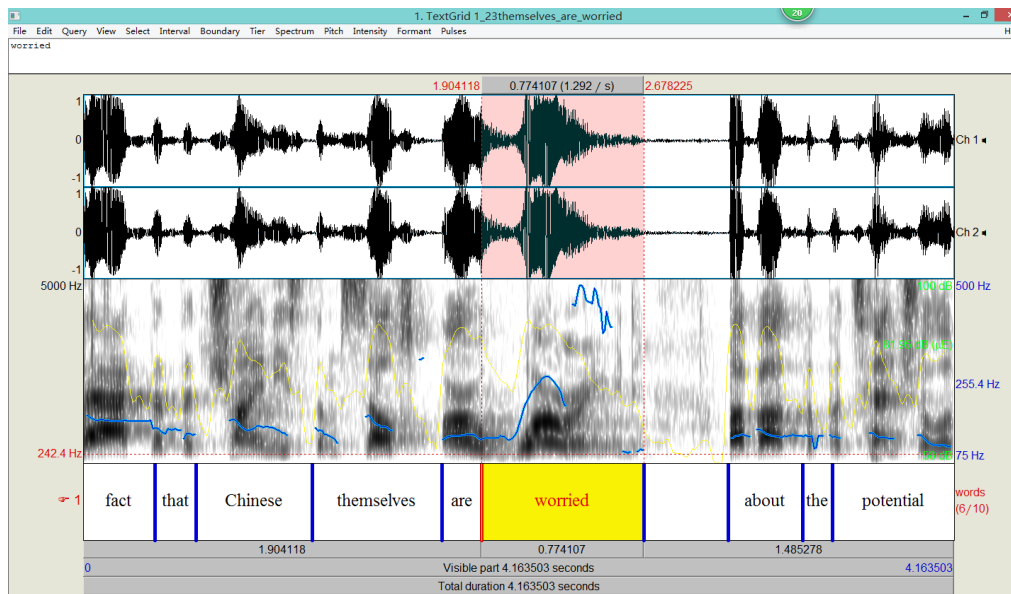 1. TextGrid 1_23themselves_are_worried
20
File Edit Query View Select Interval Boundary Tier Spectrum Pitch Intensity Formant Pulses
worried
1.904118 0.774107 (1.292 / s) 2.678225
1
0
-1
Ch 1
1
0
-1
Ch 2
5000 Hz 100 dB 500 Hz
255.4 Hz
242.4 Hz 75 Hz
1 fact that Chinese themselves are worried about the potential words
(6/10)
1.904118 0.774107 1.485278
0 Visible part 4.163503 seconds 4.163503
Total duration 4.163503 seconds